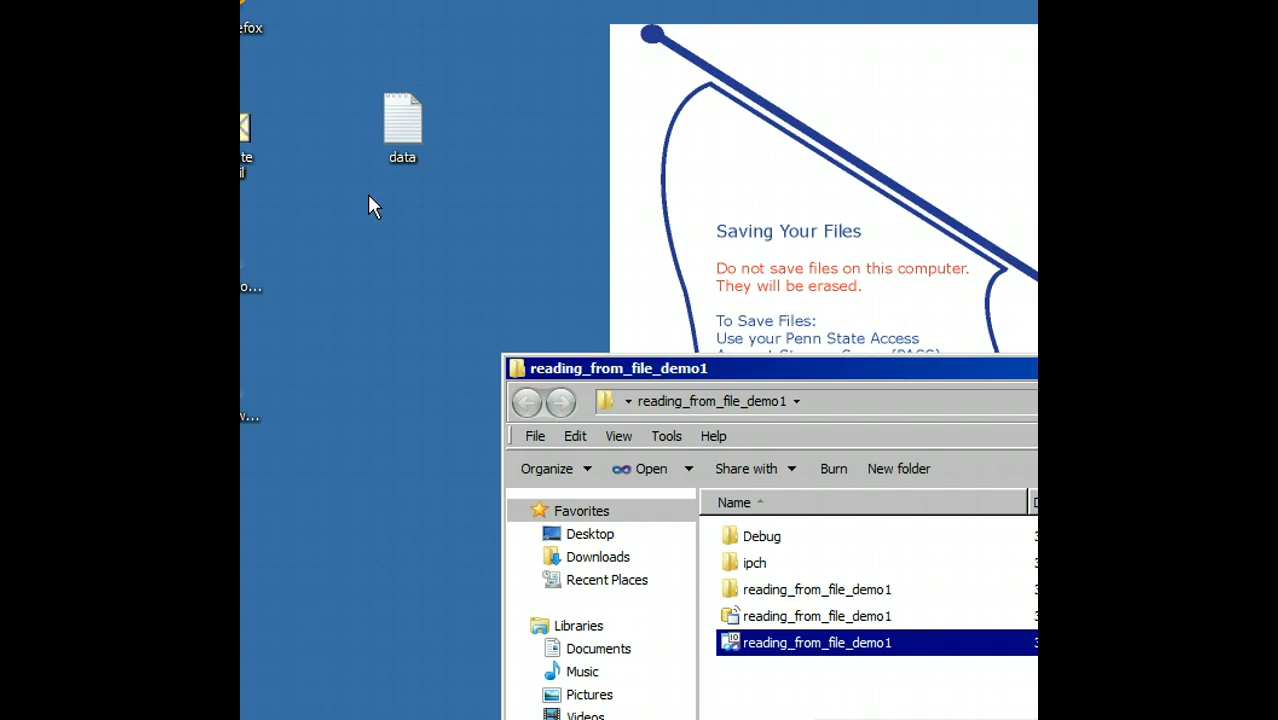 efox
data
te
il
o...
w...
Saving Your Files
Do not save files on this computer.
They will be erased.
To Save Files:
Use your Penn State Access
reading_from_file_demo1
reading_from_file_demo1
File Edit View Tools Help
Organize Open Share with Burn New folder
Name
Favorites
Desktop
Downloads
Recent Places
Libraries
Documents
Music
Pictures
Videos
Debug
ipch
reading_from_file_demo1
reading_from_file_demo1
reading_from_file_demo1